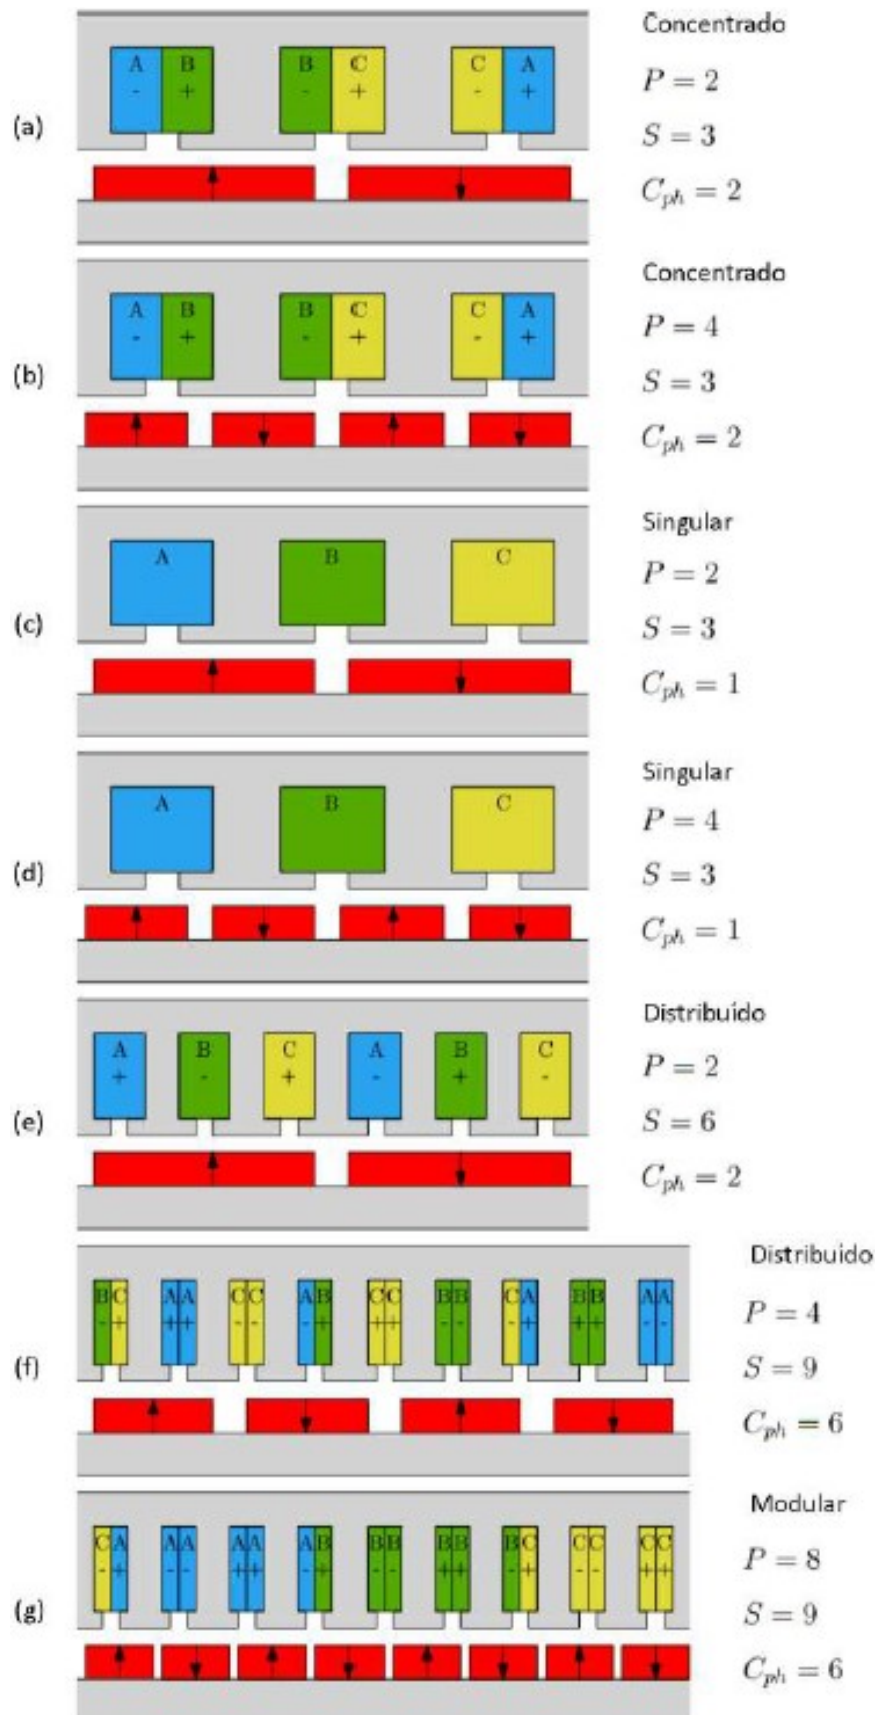 Concentrado
A B B C C A
- + - + - +
P = 2
(a)
S = 3
C_ph = 2
Concentrado
A B B C C A
- + - + - +
P = 4
(b)
S = 3
C_ph = 2
Singular
A B C
P = 2
(c)
S = 3
C_ph = 1
Singular
A B C
P = 4
(d)
S = 3
C_ph = 1
Distribuido
A B C A B C
+ - + - + -
P = 2
(e)
S = 6
C_ph = 2
Distribuido
B C A A C C A B C C B B C A B B A A
- + + + - - - + + + - - - + + + - -
P = 4
(f)
S = 9
C_ph = 6
Modular
C A A A A A A B B B B B B C C C C C
- + - - + + - + - - + + - + - - + +
P = 8
(g)
S = 9
C_ph = 6